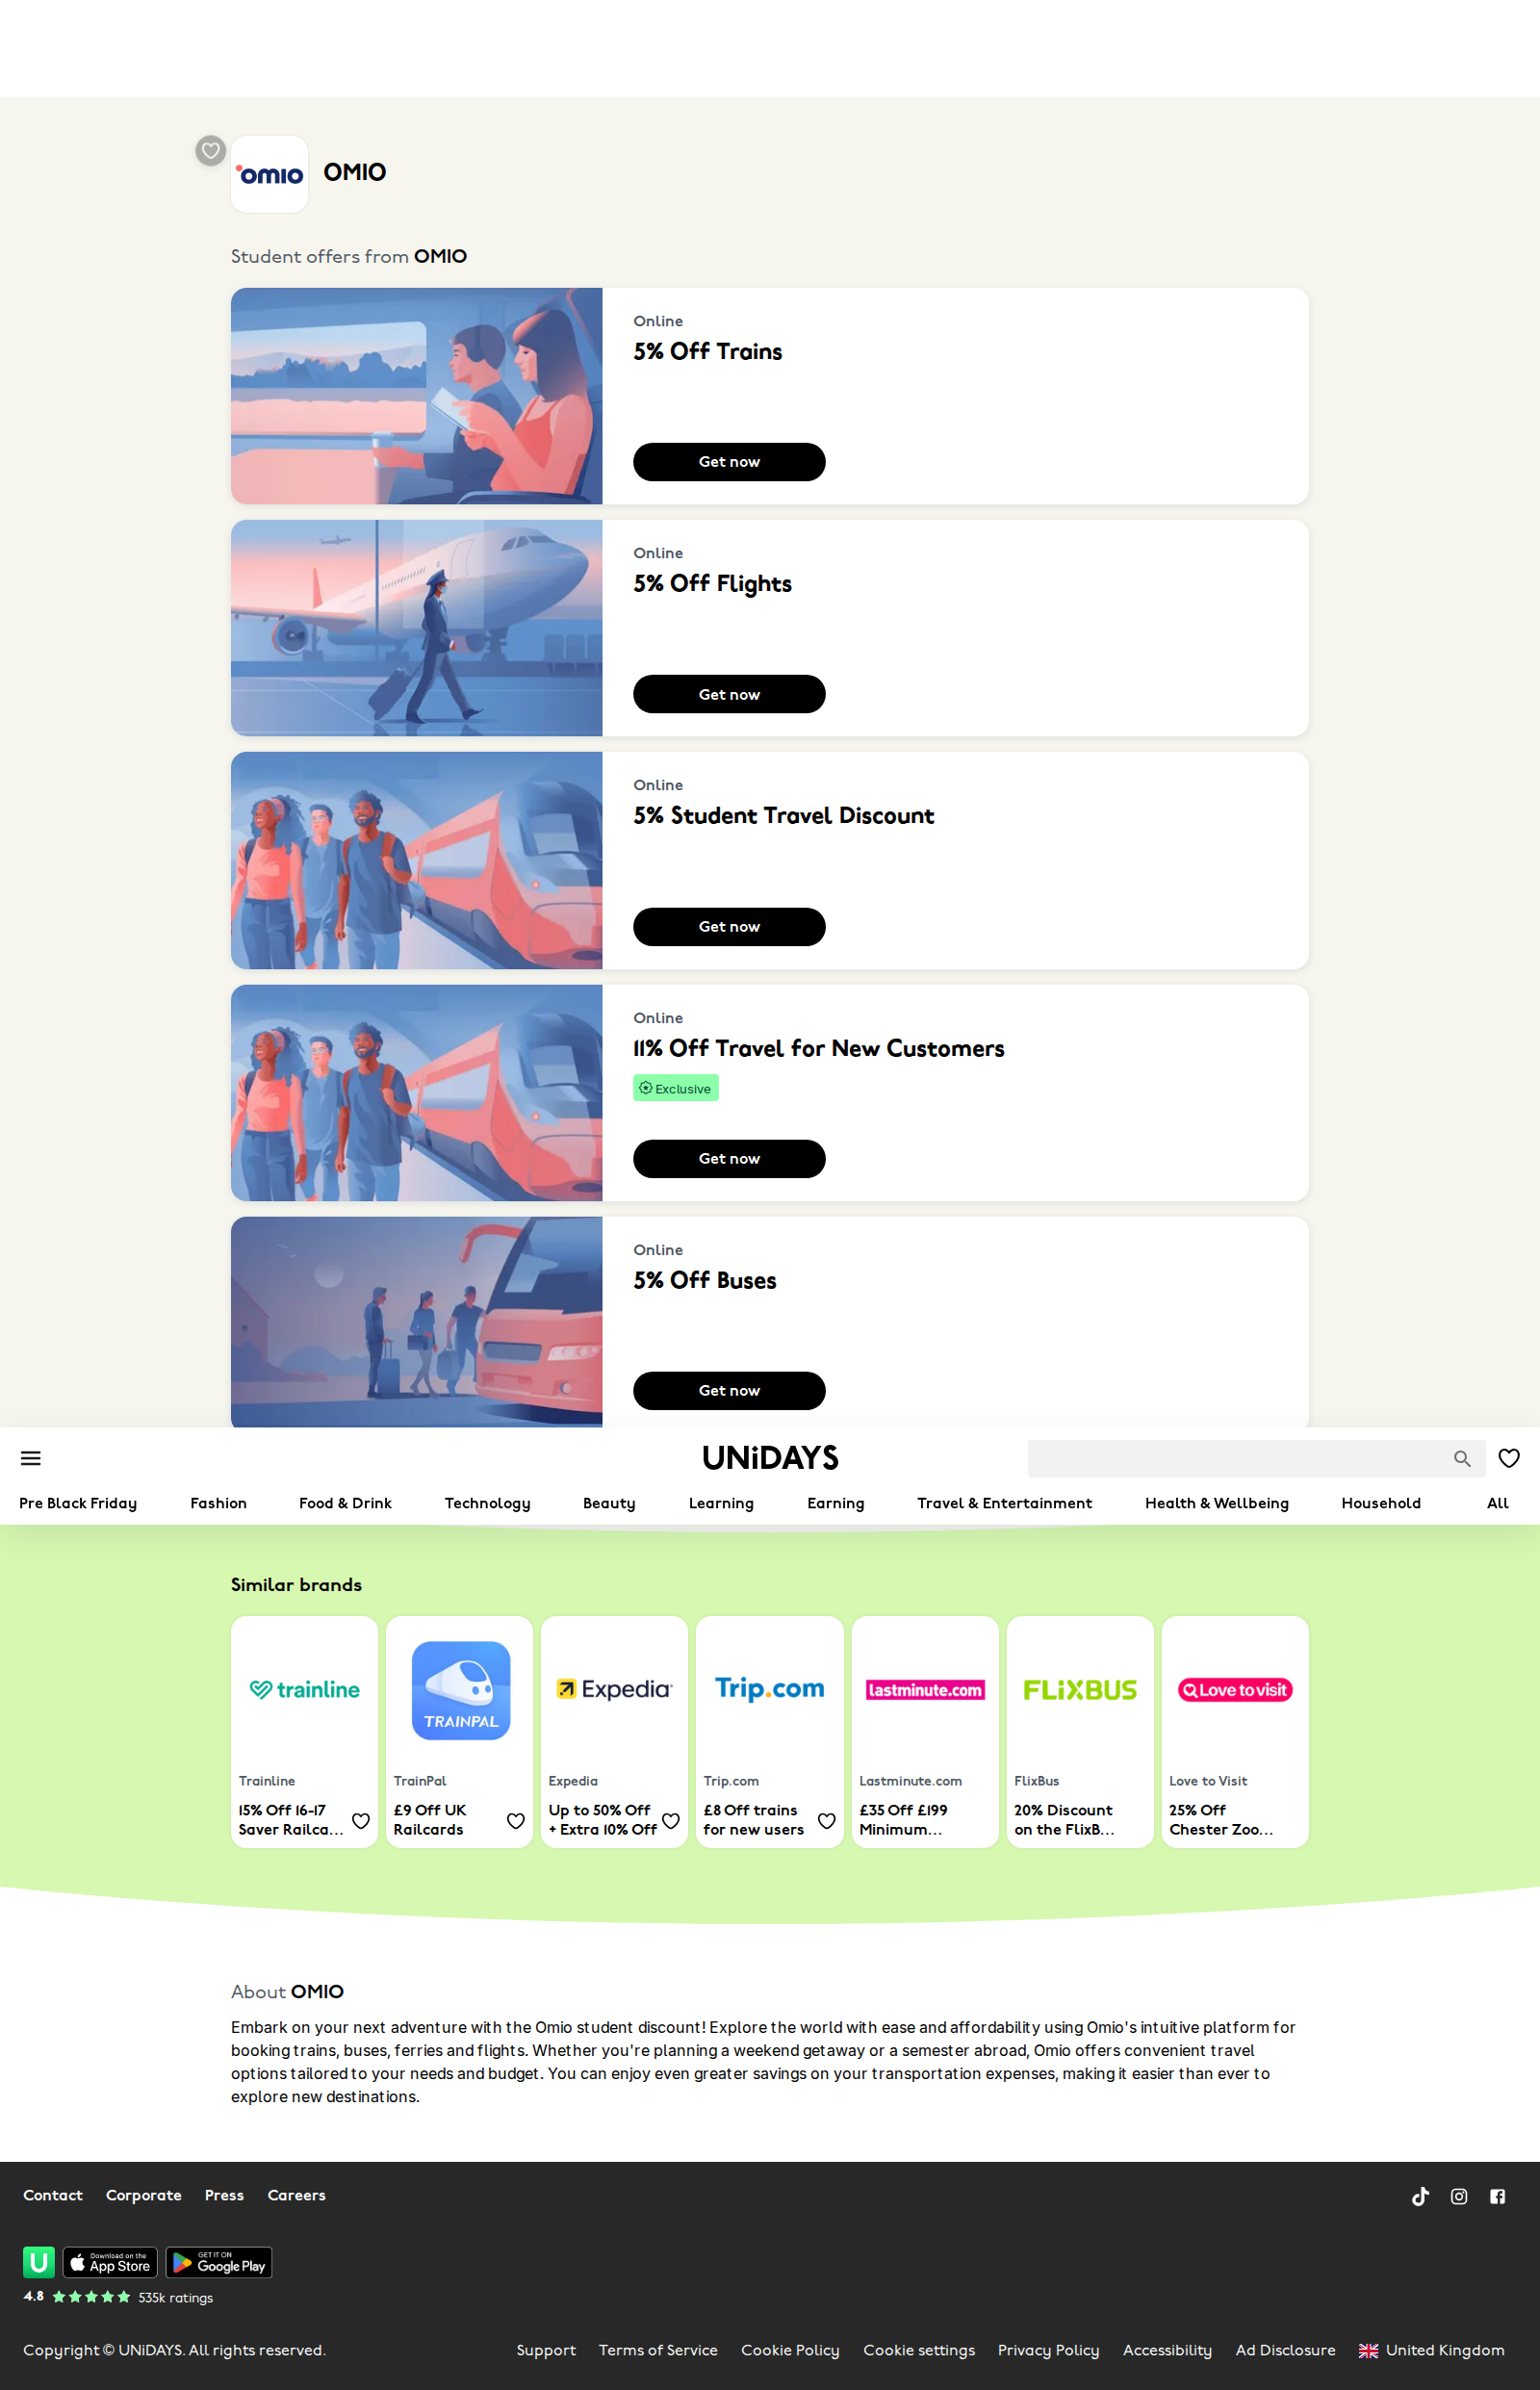 omio
OMIO
Student offers from OMIO
Online
5% Off Trains
Get now
Online
5% Off Flights
Get now
Online
5% Student Travel Discount
Get now
Online
11% Off Travel for New Customers
Exclusive
Get now
Online
5% Off Buses
Get now
UNiDAYS
Pre Black Friday Fashion Food & Drink Technology Beauty Learning Earning Travel & Entertainment Health & Wellbeing Household All
Similar brands
trainline
Trainline
15% Off 16-17
Saver Railca...
TRAINPAL
TrainPal
£9 Off UK
Railcards
Expedia
Expedia
Up to 50% Off
+ Extra 10% Off
Trip.com
Trip.com
£8 Off trains
for new users
lastminute.com
Lastminute.com
£35 Off £199
Minimum...
FLiXBUS
FlixBus
20% Discount
on the FlixB...
Love to visit
Love to Visit
25% Off
Chester Zoo...
About OMIO
Embark on your next adventure with the Omio student discount! Explore the world with ease and affordability using Omio's intuitive platform for
booking trains, buses, ferries and flights. Whether you're planning a weekend getaway or a semester abroad, Omio offers convenient travel
options tailored to your needs and budget. You can enjoy even greater savings on your transportation expenses, making it easier than ever to
explore new destinations.
Contact Corporate Press Careers
U
Download on the
App Store
GET IT ON
Google Play
4.8 535k ratings
Copyright © UNiDAYS. All rights reserved. Support Terms of Service Cookie Policy Cookie settings Privacy Policy Accessibility Ad Disclosure United Kingdom